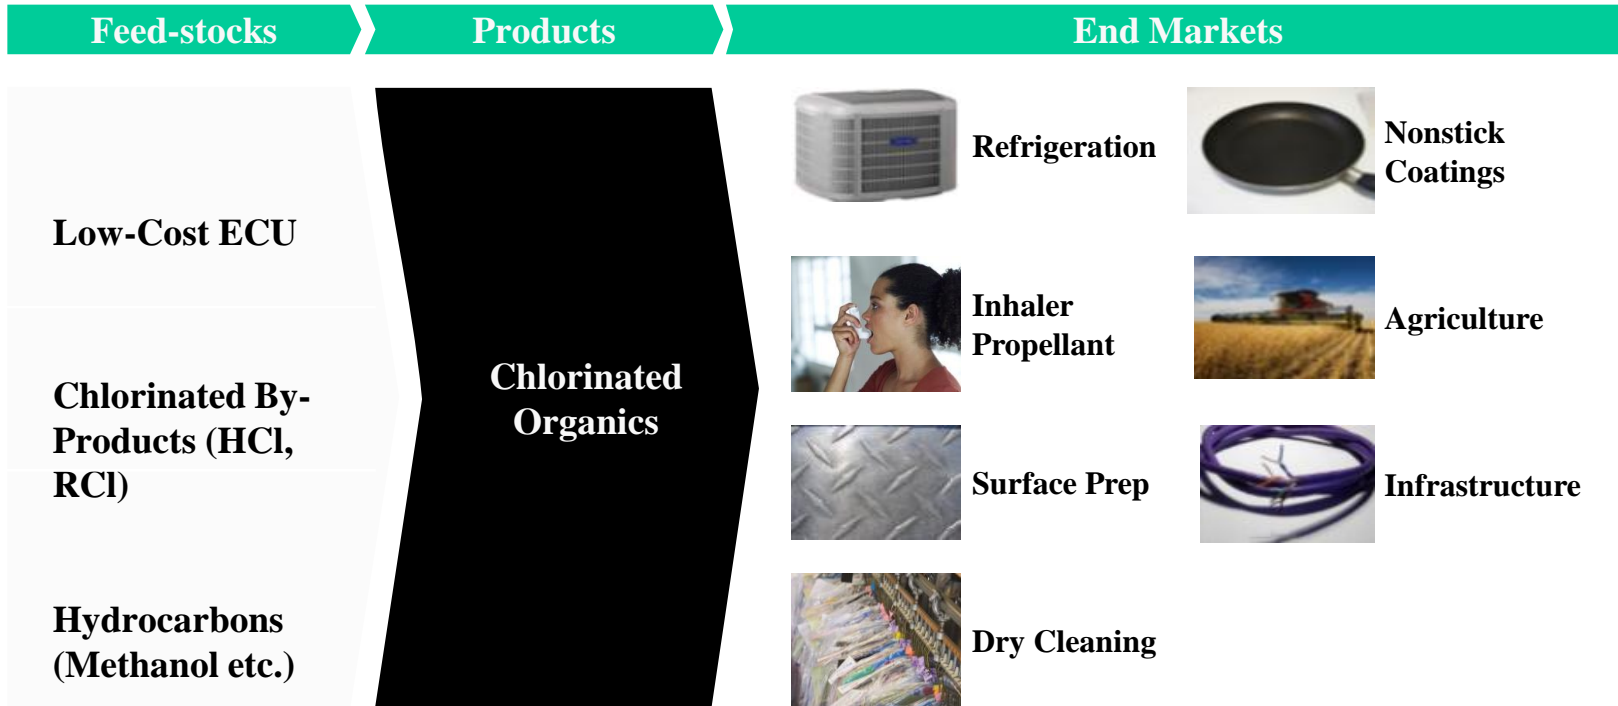 Feed-stocks
Products
End Markets
Low-Cost ECU
Chlorinated By-
Products (HCl,
RCl)
Hydrocarbons
(Methanol etc.)
Chlorinated
Organics
Refrigeration
Nonstick
Coatings
Inhaler
Propellant
Agriculture
Surface Prep
Infrastructure
Dry Cleaning